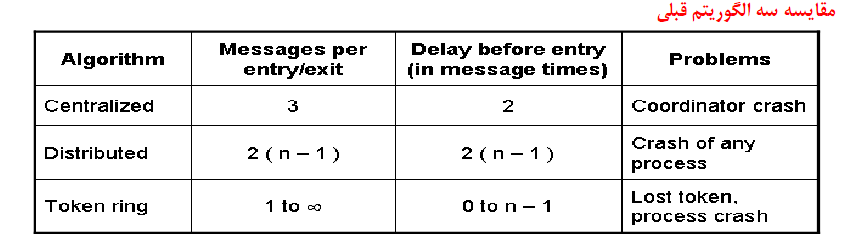 مقایسه سه الگوریتم قبلی
Algorithm | Messages per entry/exit | Delay before entry (in message times) | Problems
Centralized | 3 | 2 | Coordinator crash
Distributed | 2 ( n – 1 ) | 2 ( n – 1 ) | Crash of any process
Token ring | 1 to ∞ | 0 to n – 1 | Lost token, process crash